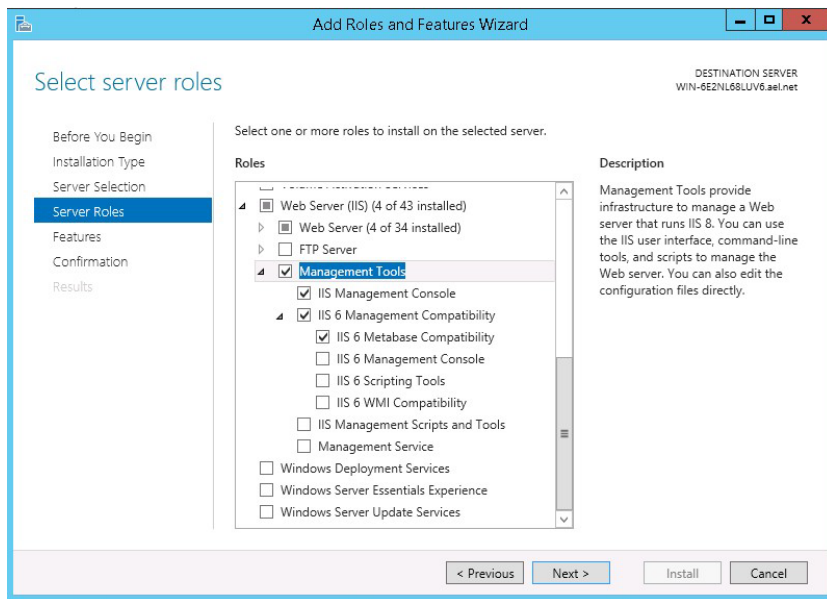 Add Roles and Features Wizard
Select server roles
DESTINATION SERVER
WIN-6E2NL68LUV6.ael.net
Before You Begin
Installation Type
Server Selection
Server Roles
Features
Confirmation
Results
Select one or more roles to install on the selected server.
Roles
Volume Activation Services
Web Server (IIS) (4 of 43 installed)
Web Server (4 of 34 installed)
FTP Server
Management Tools
IIS Management Console
IIS 6 Management Compatibility
IIS 6 Metabase Compatibility
IIS 6 Management Console
IIS 6 Scripting Tools
IIS 6 WMI Compatibility
IIS Management Scripts and Tools
Management Service
Windows Deployment Services
Windows Server Essentials Experience
Windows Server Update Services
Description
Management Tools provide
infrastructure to manage a Web
server that runs IIS 8. You can use
the IIS user interface, command-line
tools, and scripts to manage the
Web server. You can also edit the
configuration files directly.
< Previous
Next >
Install
Cancel